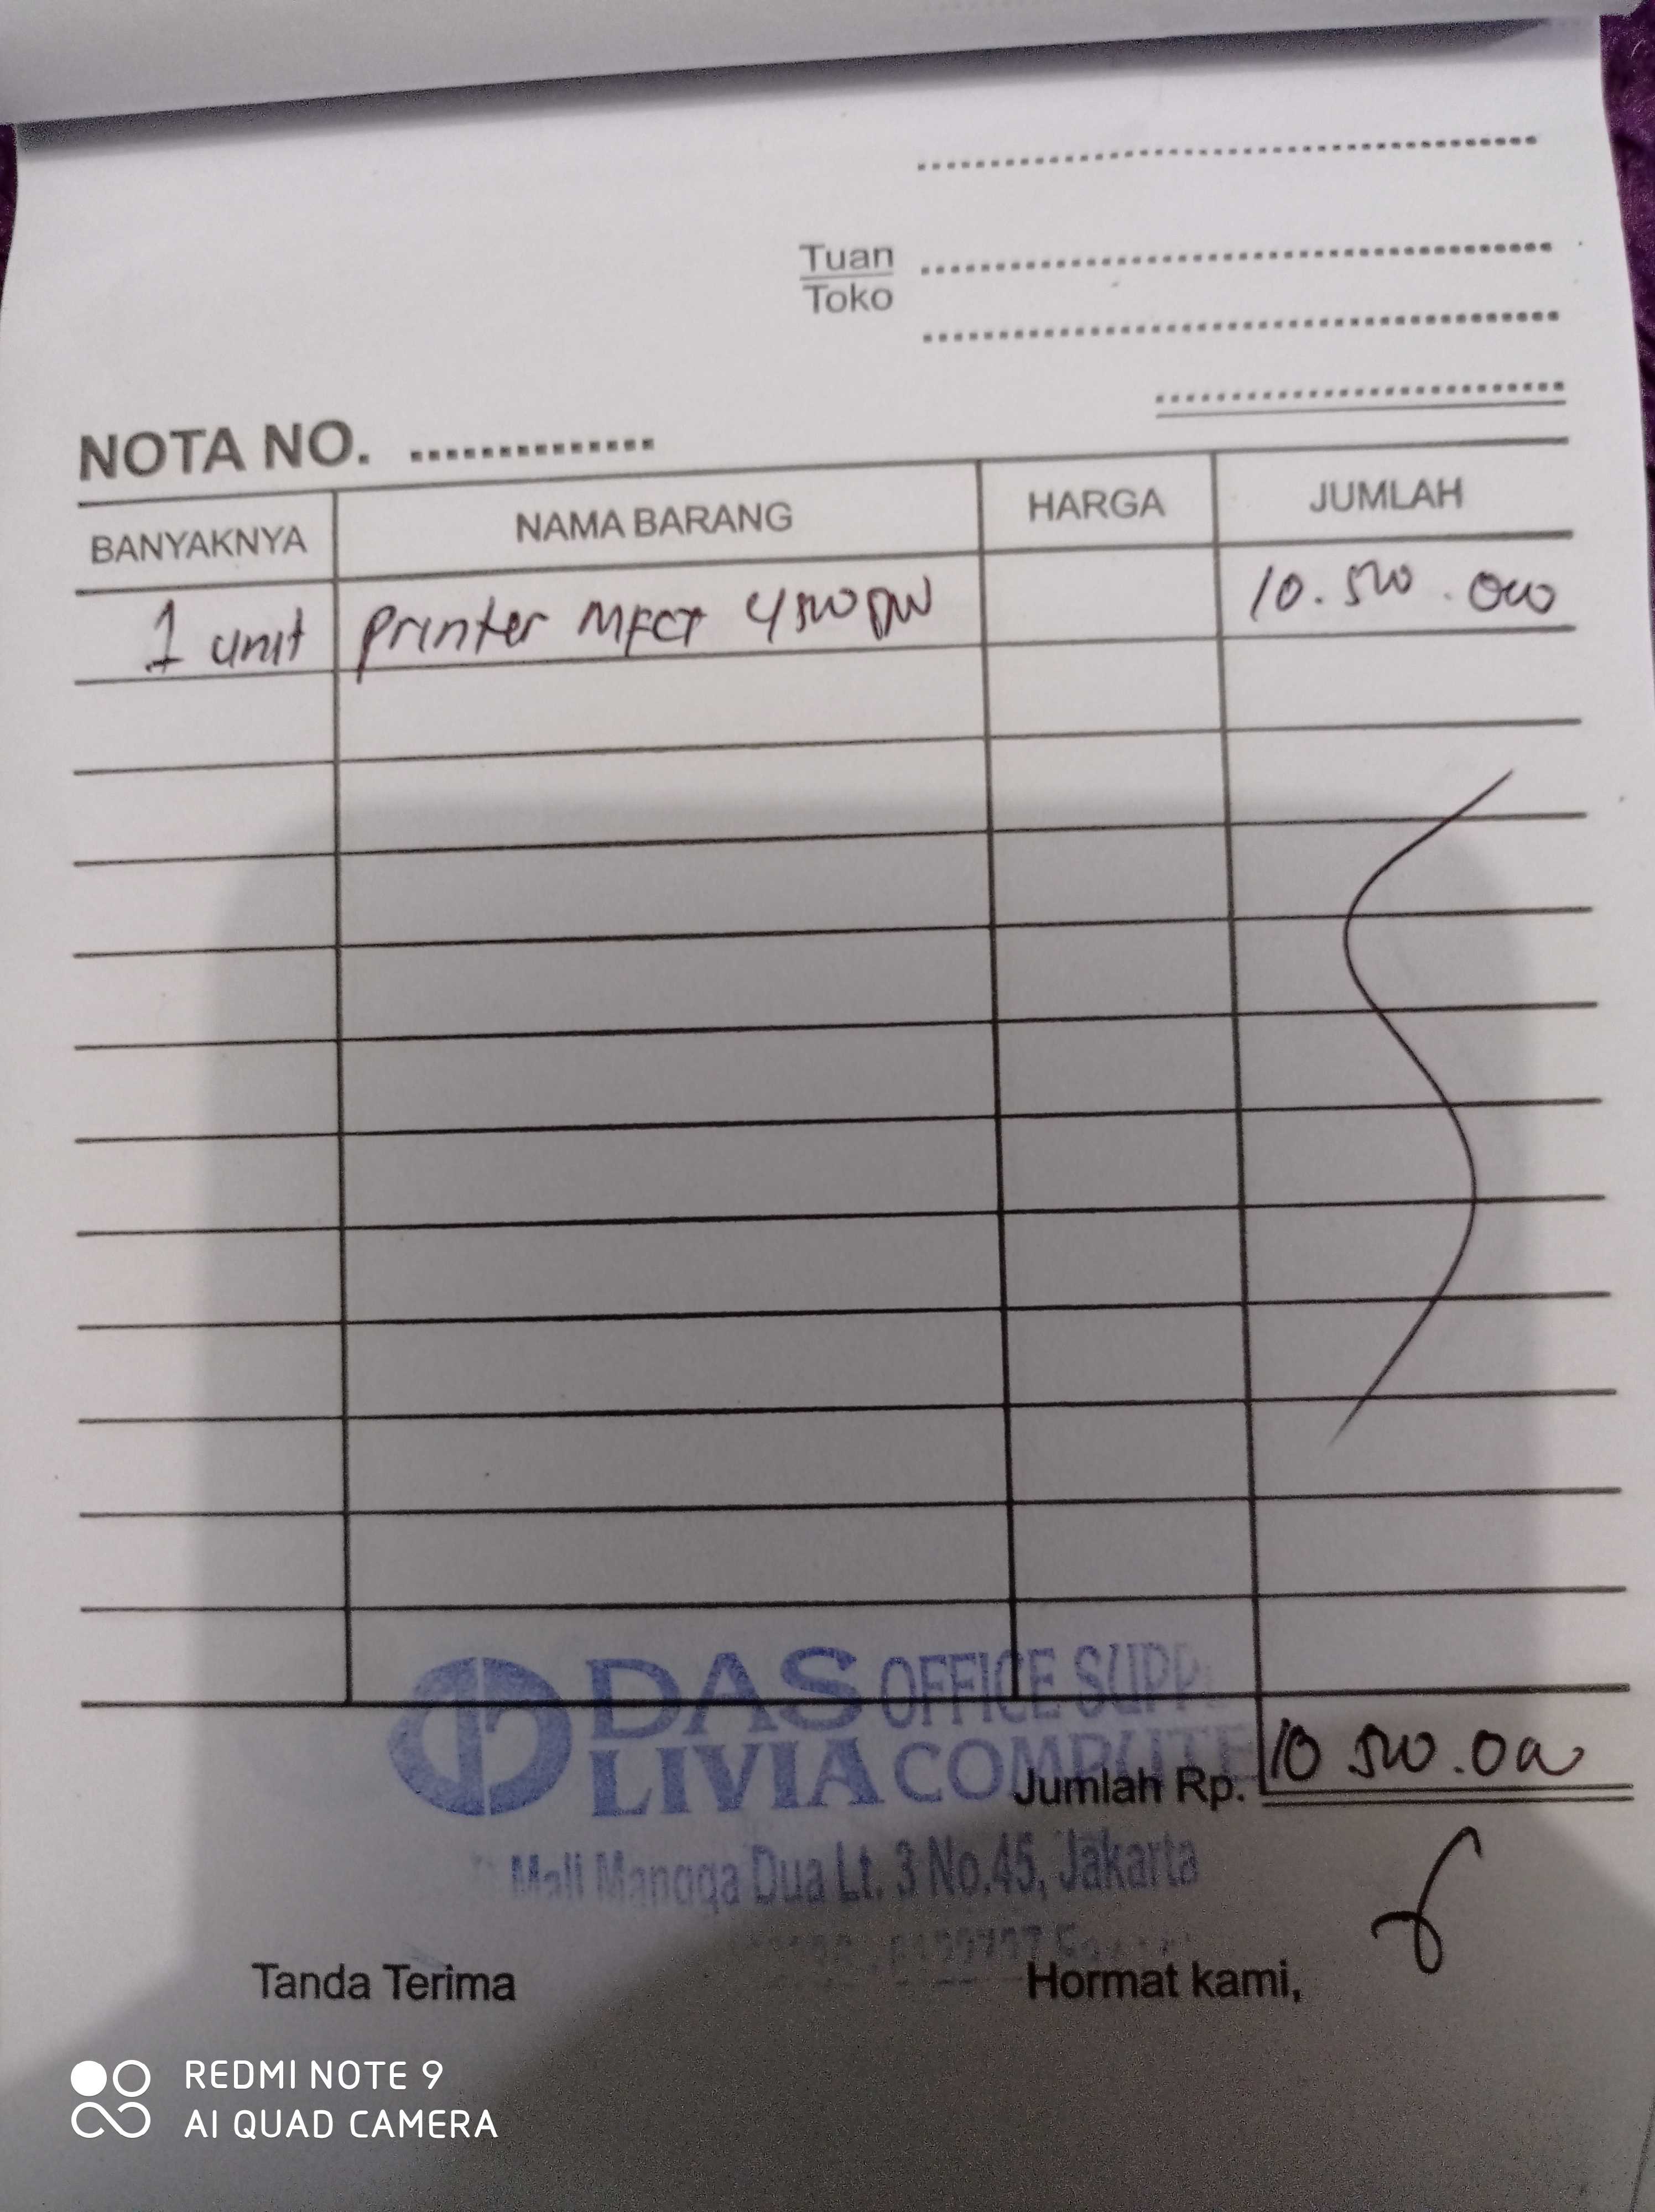 Tuan
Toko
NOTA NO.
BANYAKNYA NAMA BARANG HARGA JUMLAH
1 unit Printer MFCT 4500DW 10.500.000
DAS OFFICE SUPP
LIVIA COMPUTE
Jumlah Rp. 10 500.000
Mall Mangga Dua Lt. 3 No.45, Jakarta
Tanda Terima Hormat kami,
REDMI NOTE 9
AI QUAD CAMERA